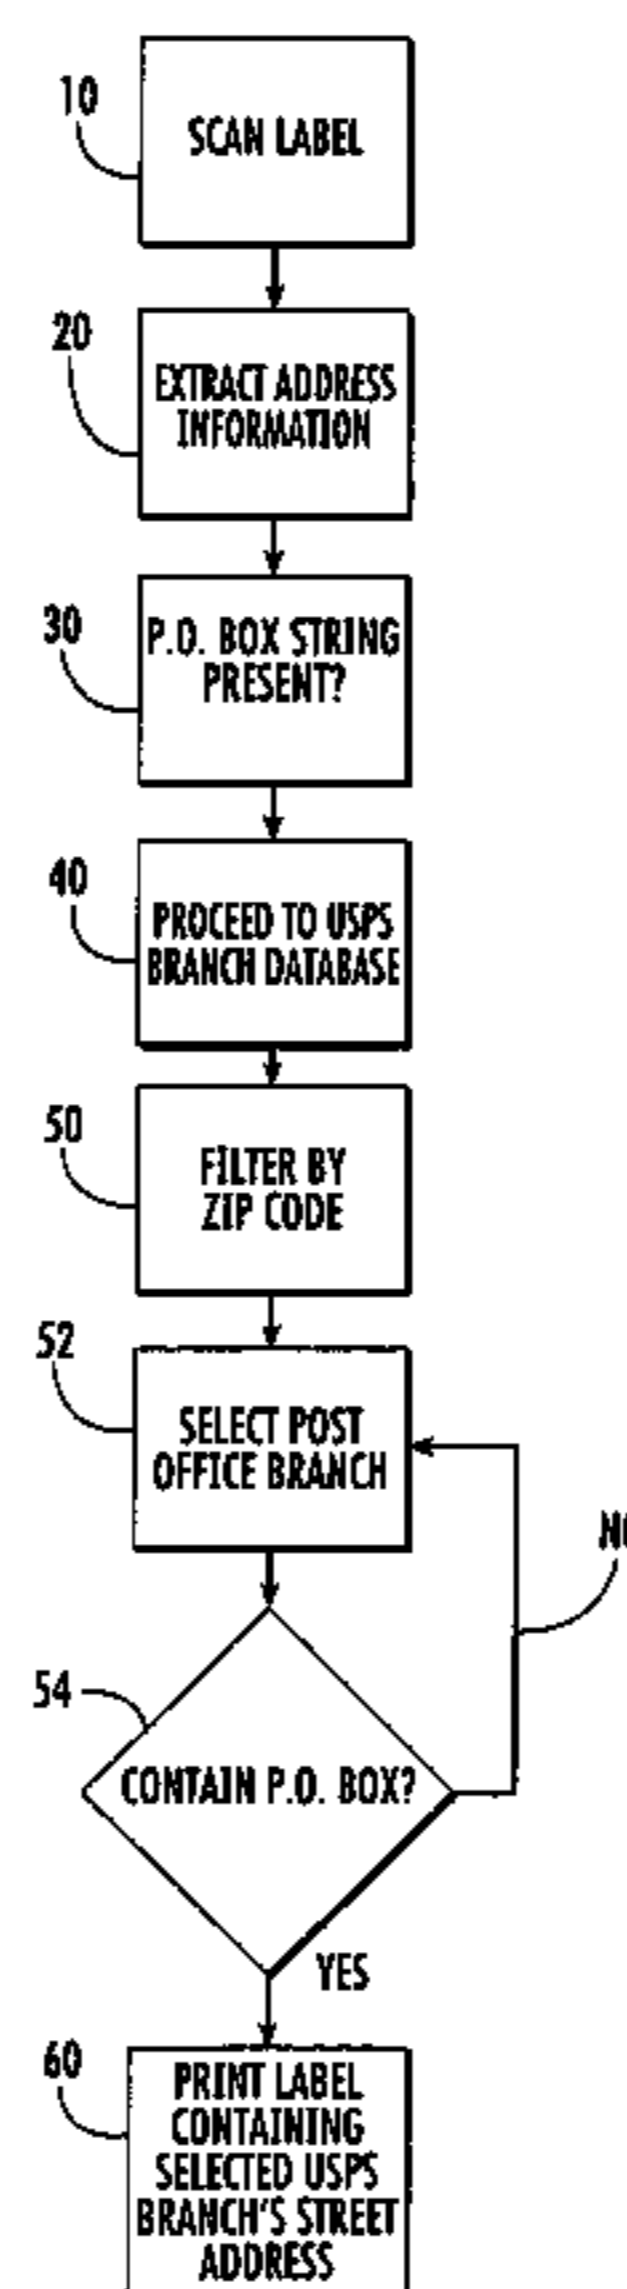 10
SCAN LABEL
20
EXTRACT ADDRESS
INFORMATION
30
P.O. BOX STRING
PRESENT?
40
PROCEED TO USPS
BRANCH DATABASE
50
FILTER BY
ZIP CODE
52
SELECT POST
OFFICE BRANCH
54
CONTAIN P.O. BOX?
YES
60
PRINT LABEL
CONTAINING
SELECTED USPS
BRANCH'S STREET
ADDRESS